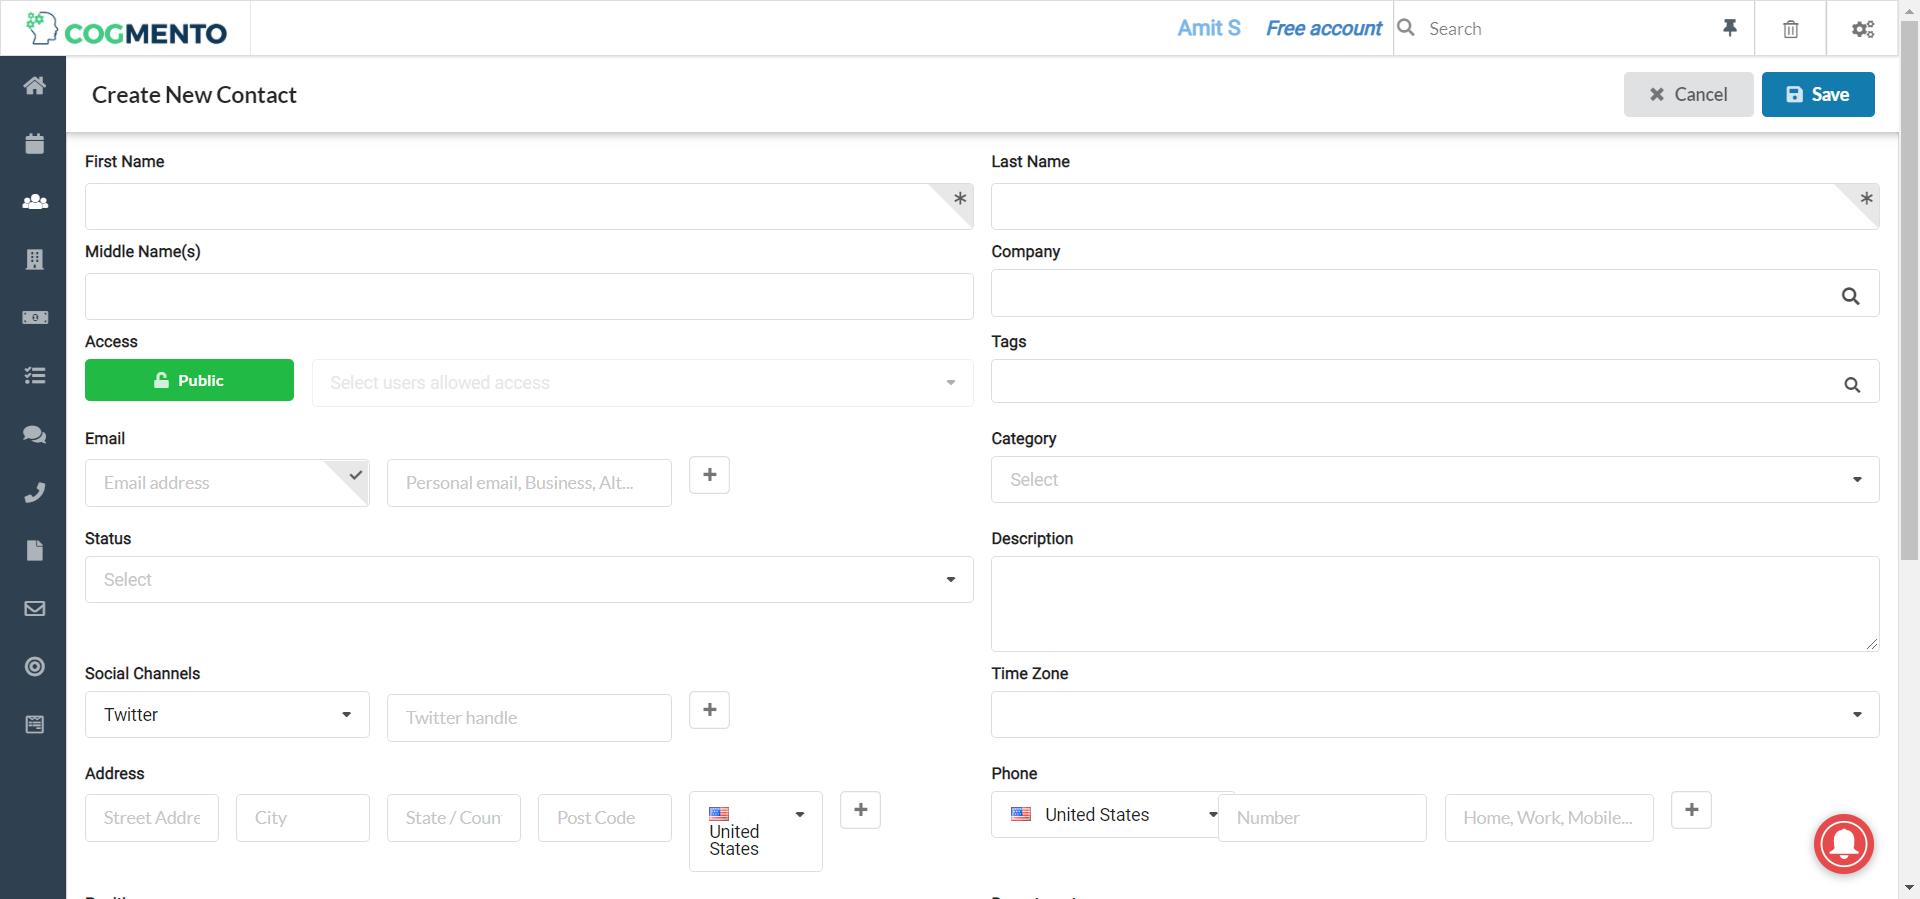 COGMENTO
Amit S
Free account
Search
Create New Contact
Cancel
Save
First Name
Last Name
Middle Name(s)
Company
Access
Tags
Public
Select users allowed access
Email
Category
Email address
Personal email, Business, Alt...
Select
Status
Description
Select
Social Channels
Time Zone
Twitter
Twitter handle
Address
Phone
Street Addre
City
State / Coun
Post Code
United
States
United States
Number
Home, Work, Mobile...